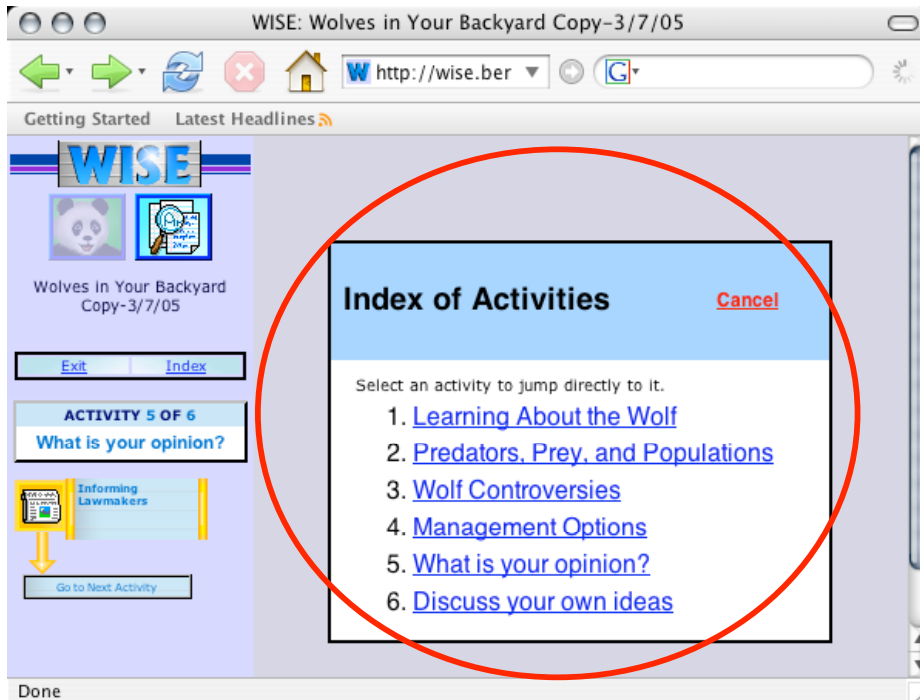 WISE: Wolves in Your Backyard Copy-3/7/05
W http://wise.ber
G
Getting Started Latest Headlines
WISE
Wolves in Your Backyard
Copy-3/7/05
Exit Index
ACTIVITY 5 OF 6
What is your opinion?
Informing
Lawmakers
Go to Next Activity
Index of Activities Cancel
Select an activity to jump directly to it.
1. Learning About the Wolf
2. Predators, Prey, and Populations
3. Wolf Controversies
4. Management Options
5. What is your opinion?
6. Discuss your own ideas
Done